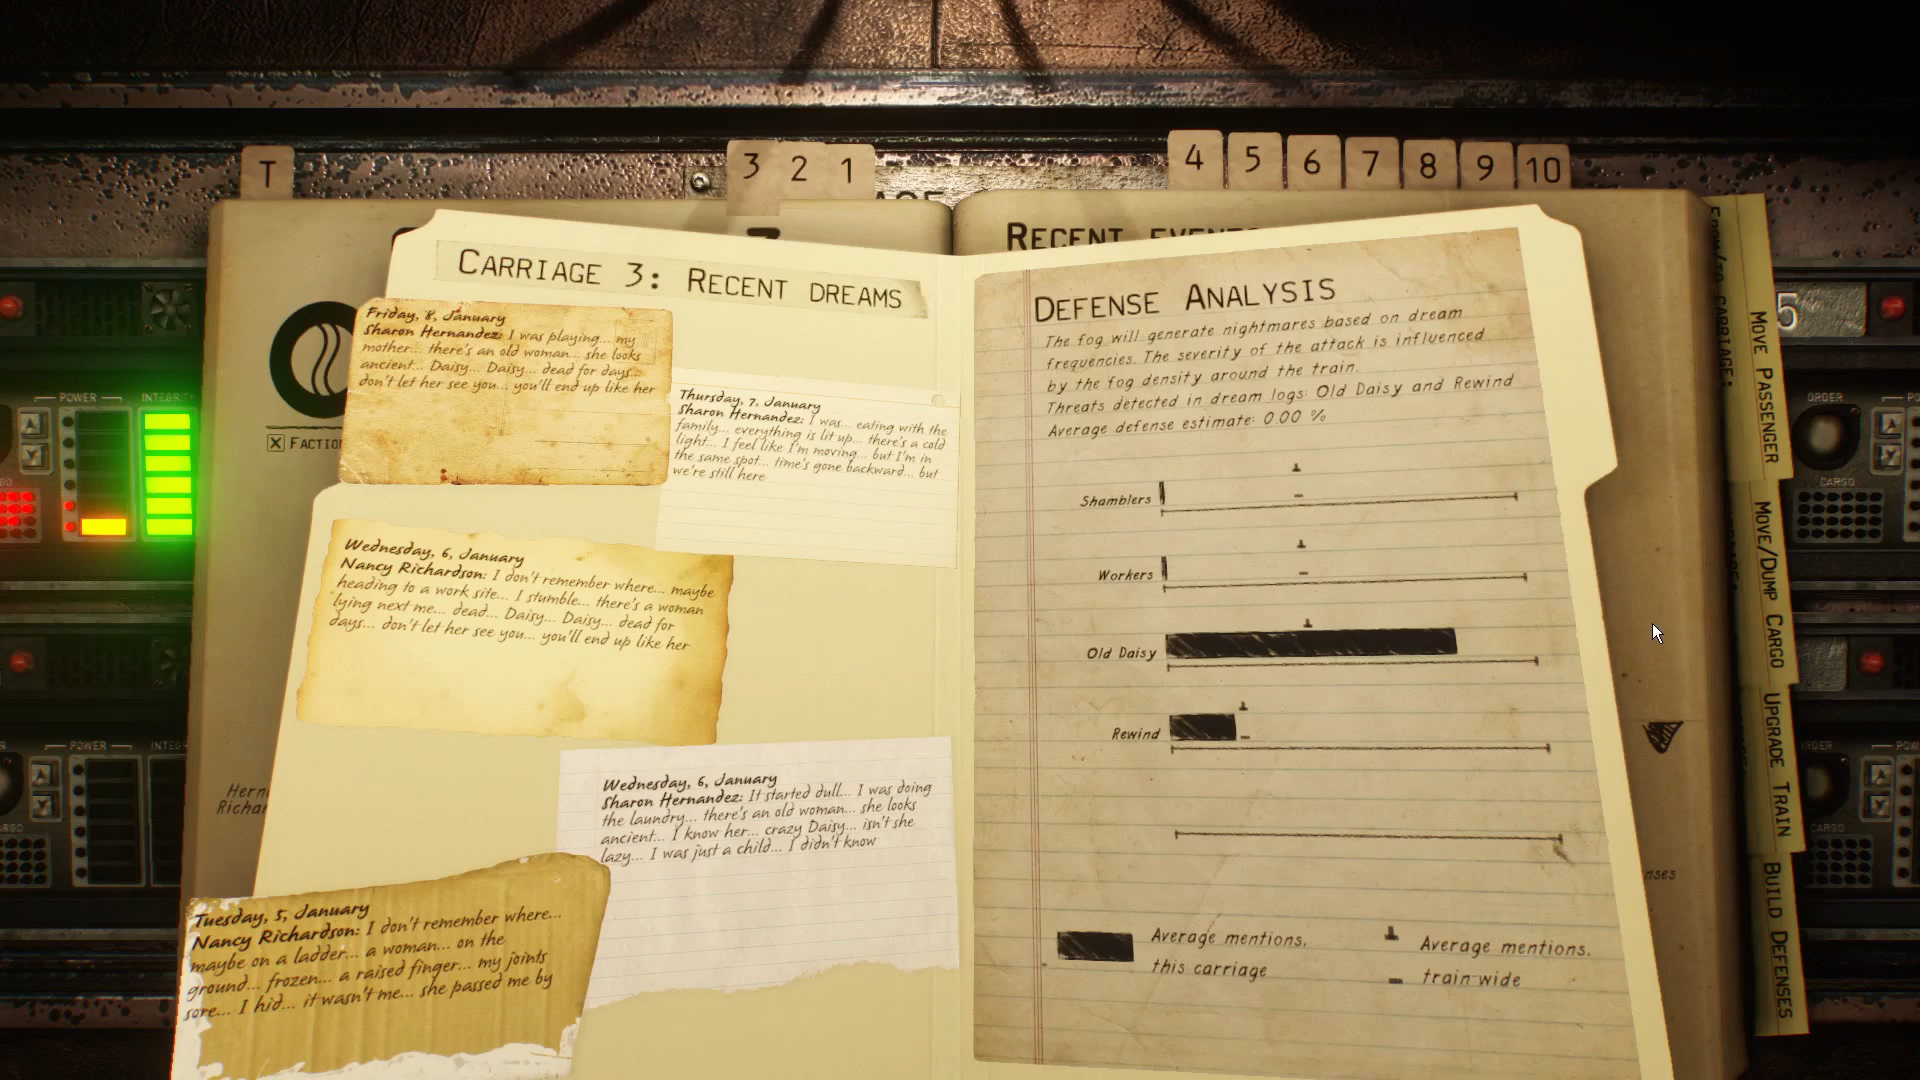 T
3 2 1
4 5 6 7 8 9 10
RECENT
CARRIAGE 3: RECENT DREAMS
Friday, 8, January
Sharon Hernandez: I was playing... my
mother... there's an old woman... she looks
ancient... Daisy... Daisy... dead for days...
don't let her see you... you'll end up like her
Thursday, 7, January
Sharon Hernandez: I was... eating with the
family... everything is lit up... there's a cold
light... I feel like I'm moving... but I'm in
the same spot... time's gone backward... but
we're still here
Wednesday, 6, January
Nancy Richardson: I don't remember where... maybe
heading to a work site... I stumble... there's a woman
lying next me... dead... Daisy... Daisy... dead for
days... don't let her see you... you'll end up like her
Wednesday, 6, January
Sharon Hernandez: It started dull... I was doing
the laundry... there's an old woman... she looks
ancient... I know her... crazy Daisy... isn't she
lazy... I was just a child... I didn't know
Tuesday, 5, January
Nancy Richardson: I don't remember where...
maybe on a ladder... a woman... on the
ground... frozen... a raised finger... my joints
sore... I hid... it wasn't me... she passed me by
DEFENSE ANALYSIS
The fog will generate nightmares based on dream
frequencies. The severity of the attack is influenced
by the fog density around the train.
Threats detected in dream logs: Old Daisy and Rewind
Average defense estimate: 0.00 %
Shamblers
Workers
Old Daisy
Rewind
Average mentions,
this carriage
Average mentions,
train wide
MOVE PASSENGER
MOVE/DUMP CARGO
UPGRADE TRAIN
BUILD DEFENSES
POWER
INTEGRITY
POWER
ORDER
CARGO
CARGO
5